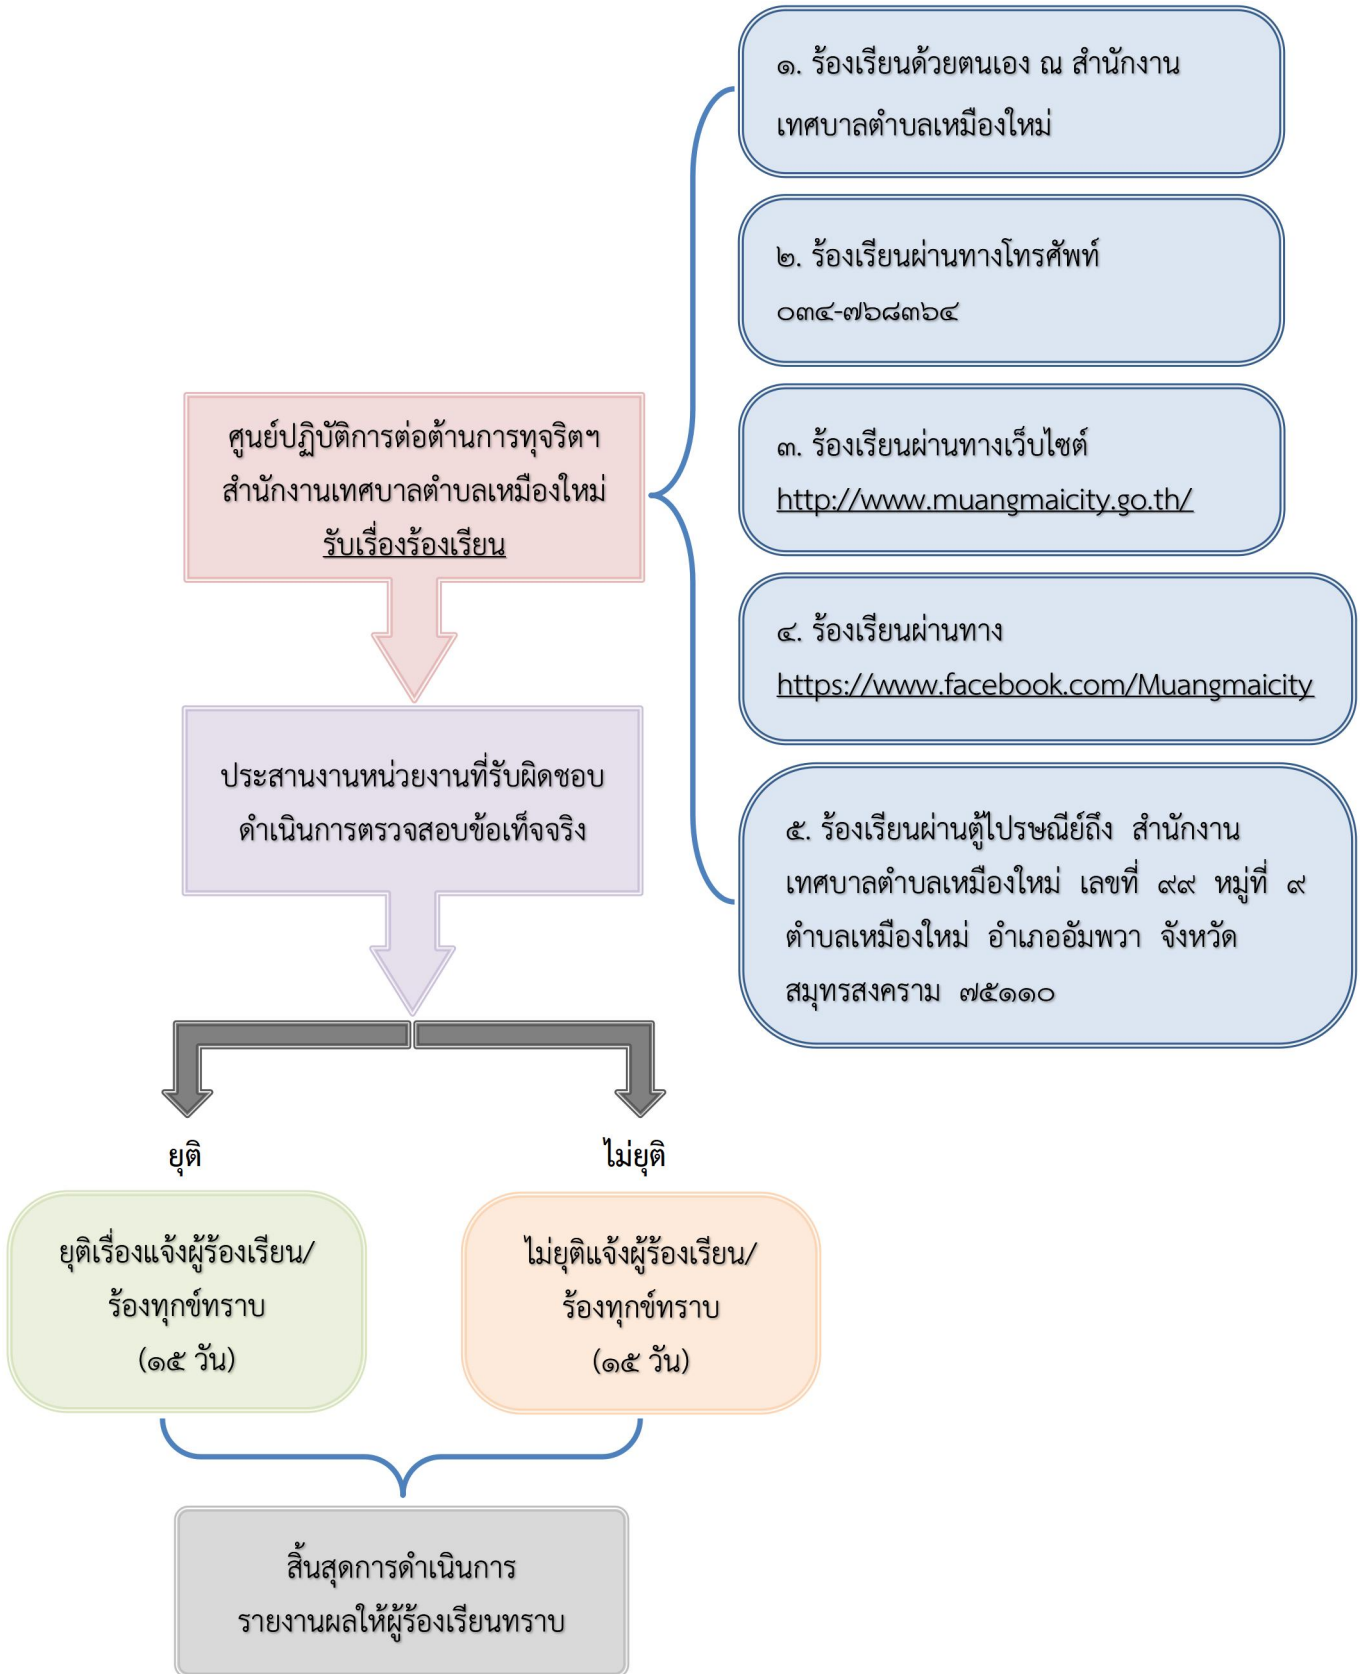 ๑. ร้องเรียนด้วยตนเอง ณ สำนักงาน
เทศบาลตำบลเหมืองใหม่
๒. ร้องเรียนผ่านทางโทรศัพท์
๐๓๔-๗๖๘๓๖๔
๓. ร้องเรียนผ่านทางเว็บไซต์
http://www.muangmaicity.go.th/
๔. ร้องเรียนผ่านทาง
https://www.facebook.com/Muangmaicity
๕. ร้องเรียนผ่านตู้ไปรษณีย์ถึง สำนักงาน
เทศบาลตำบลเหมืองใหม่ เลขที่ ๙๙ หมู่ที่ ๙
ตำบลเหมืองใหม่ อำเภออัมพวา จังหวัด
สมุทรสงคราม ๗๕๑๑๐
ศูนย์ปฏิบัติการต่อต้านการทุจริตฯ
สำนักงานเทศบาลตำบลเหมืองใหม่
รับเรื่องร้องเรียน
ประสานงานหน่วยงานที่รับผิดชอบ
ดำเนินการตรวจสอบข้อเท็จจริง
ยุติ
ไม่ยุติ
ยุติเรื่องแจ้งผู้ร้องเรียน/
ร้องทุกข์ทราบ
(๑๕ วัน)
ไม่ยุติแจ้งผู้ร้องเรียน/
ร้องทุกข์ทราบ
(๑๕ วัน)
สิ้นสุดการดำเนินการ
รายงานผลให้ผู้ร้องเรียนทราบ